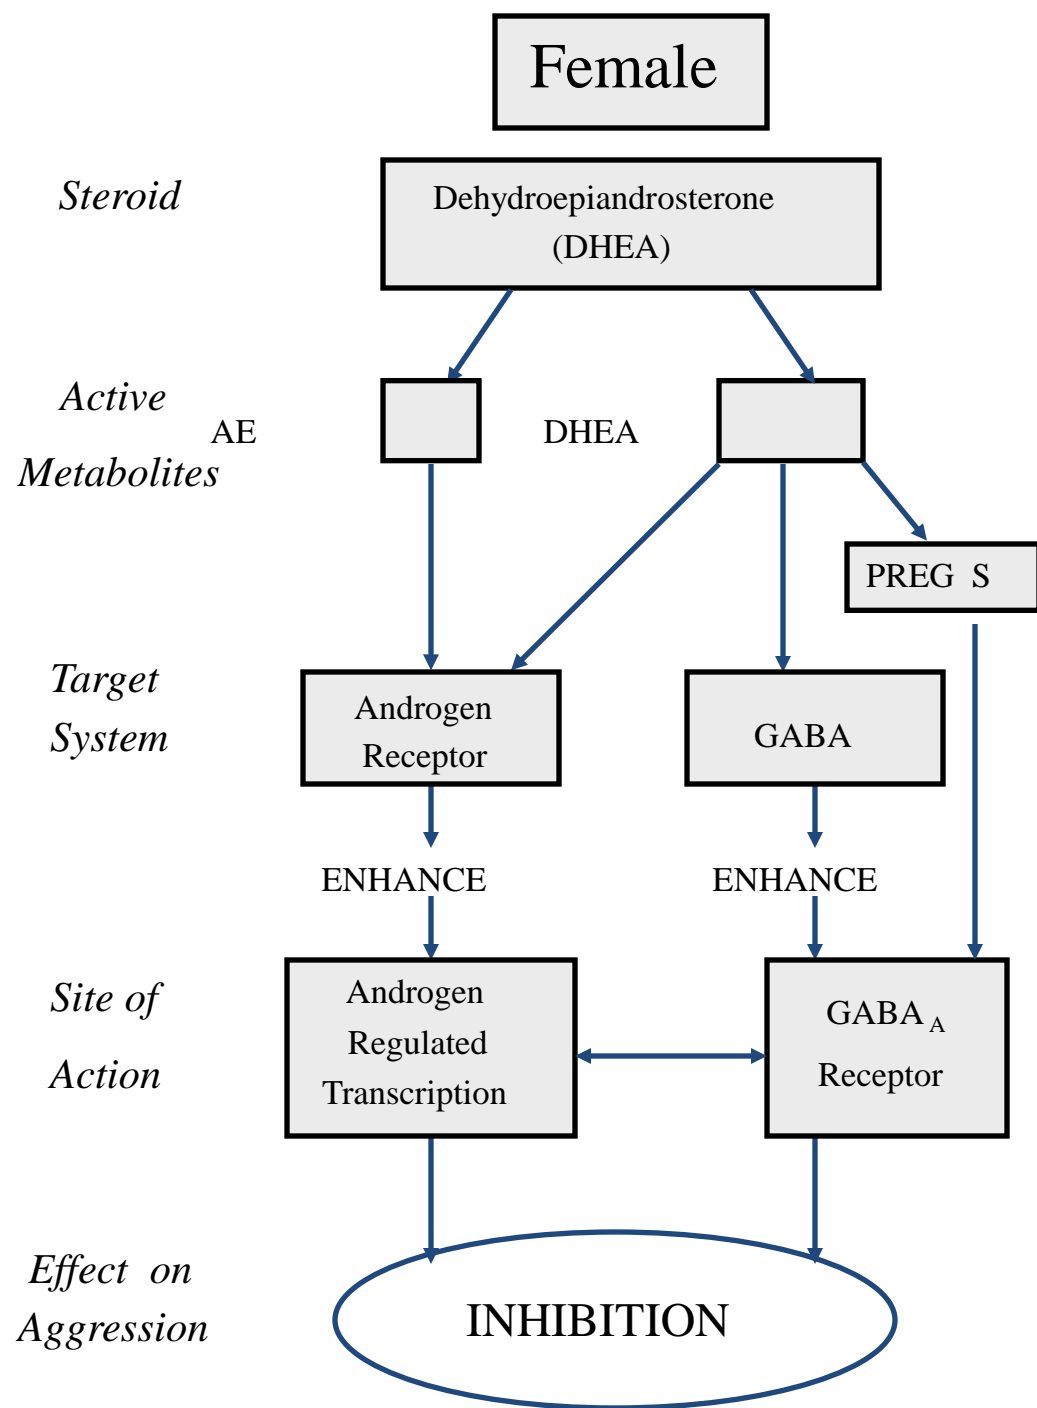 Female
Steroid
Dehydroepiandrosterone
(DHEA)
Active
Metabolites
AE
DHEA
PREG S
Target
System
Androgen
Receptor
GABA
ENHANCE
ENHANCE
Site of
Action
Androgen
Regulated
Transcription
GABA A
Receptor
Effect on
Aggression
INHIBITION